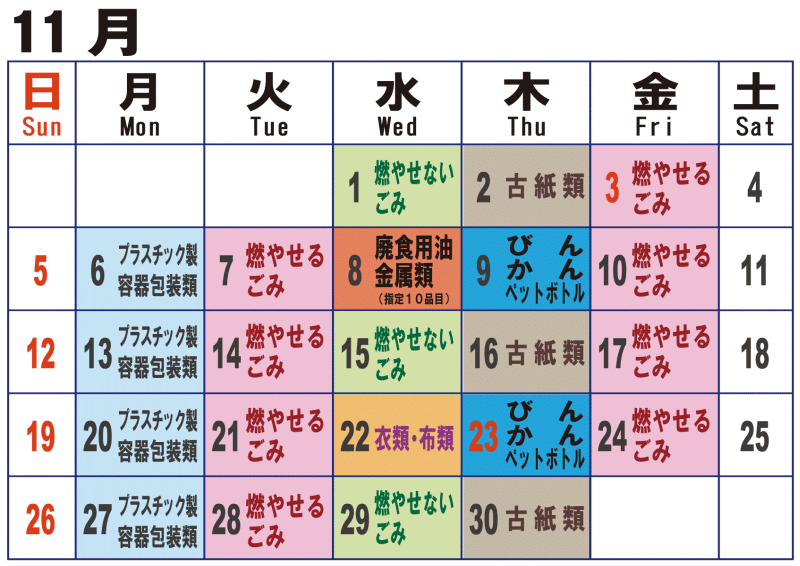 11 月
日 月 火 水 木 金 土
Sun Mon Tue Wed Thu Fri Sat
1 燃やせない
ごみ
2 古紙類
3 燃やせる
ごみ
4
5
6 プラスチック製
容器包装類
7 燃やせる
ごみ
8 廃食用油
金属類
(指定10品目)
9 びん
かん
ペットボトル
10 燃やせる
ごみ
11
12
13 プラスチック製
容器包装類
14 燃やせる
ごみ
15 燃やせない
ごみ
16 古紙類
17 燃やせる
ごみ
18
19
20 プラスチック製
容器包装類
21 燃やせる
ごみ
22 衣類・布類
23 びん
かん
ペットボトル
24 燃やせる
ごみ
25
26
27 プラスチック製
容器包装類
28 燃やせる
ごみ
29 燃やせない
ごみ
30 古紙類